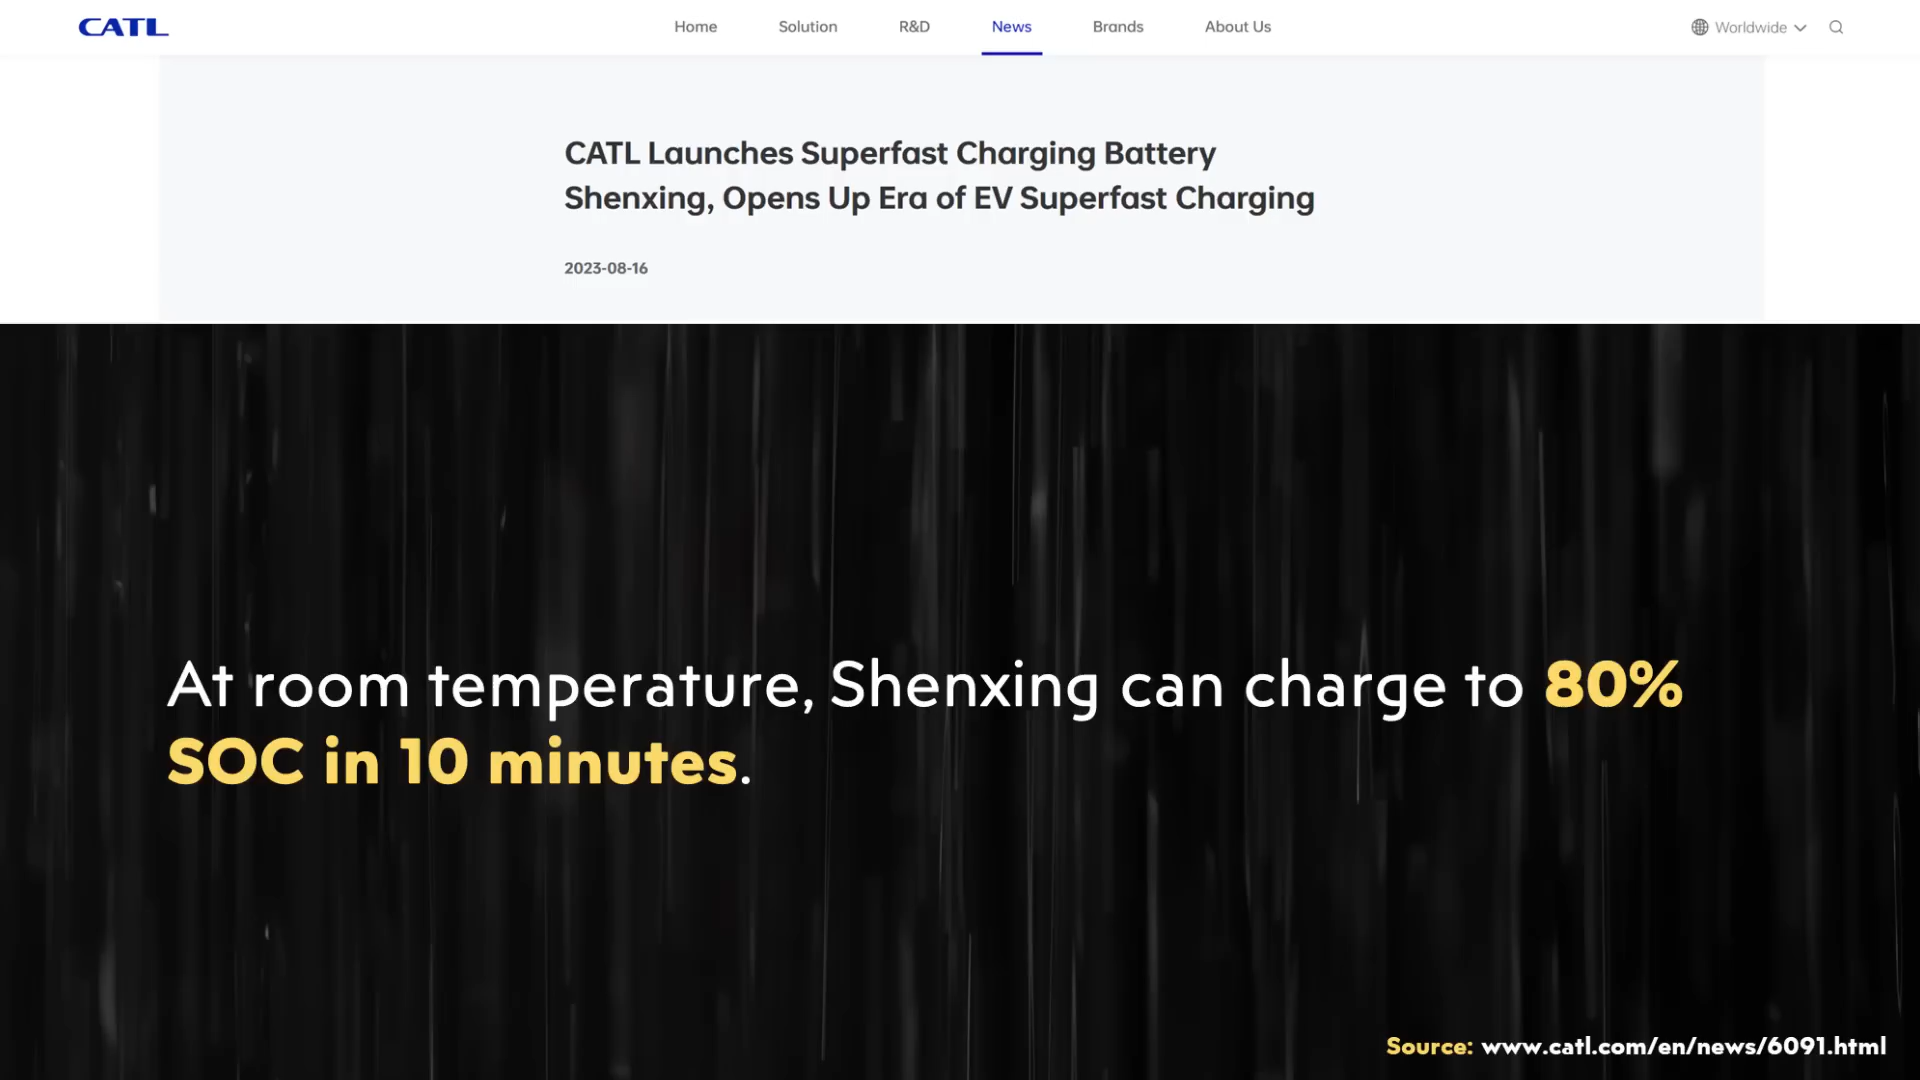 CATL
Home Solution R&D News Brands About Us Worldwide
CATL Launches Superfast Charging Battery
Shenxing, Opens Up Era of EV Superfast Charging
2023-08-16
At room temperature, Shenxing can charge to 80%
SOC in 10 minutes.
Source: www.catl.com/en/news/6091.html